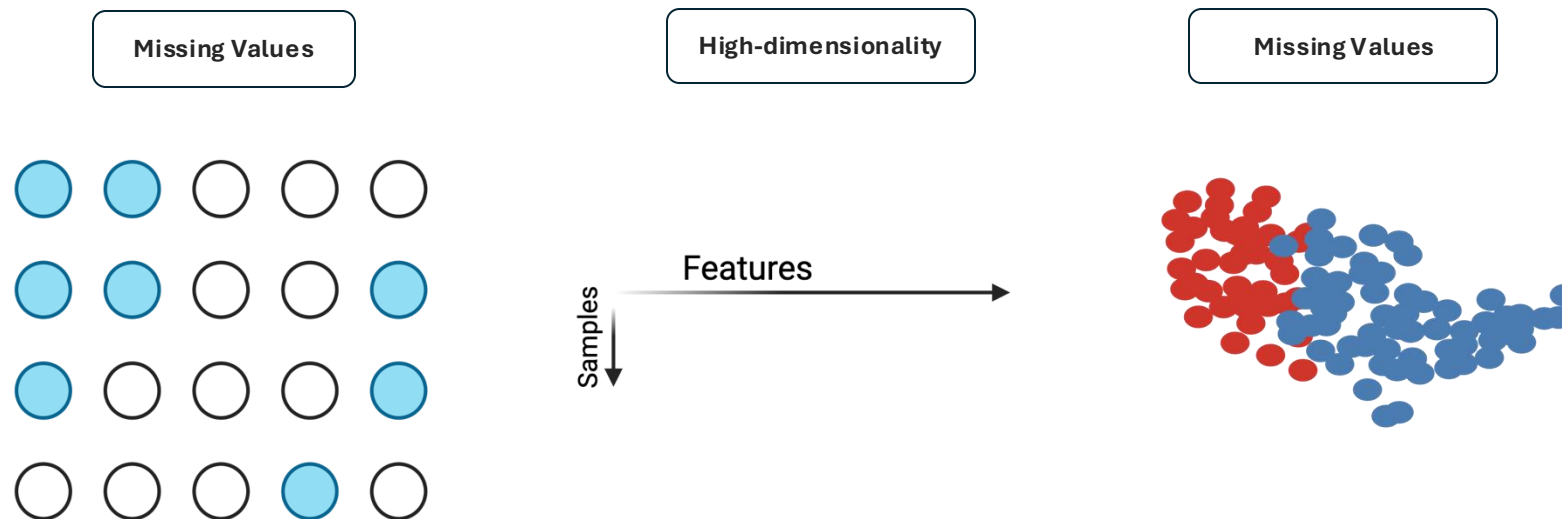 Missing Values
High-dimensionality
Missing Values
Features
Samples